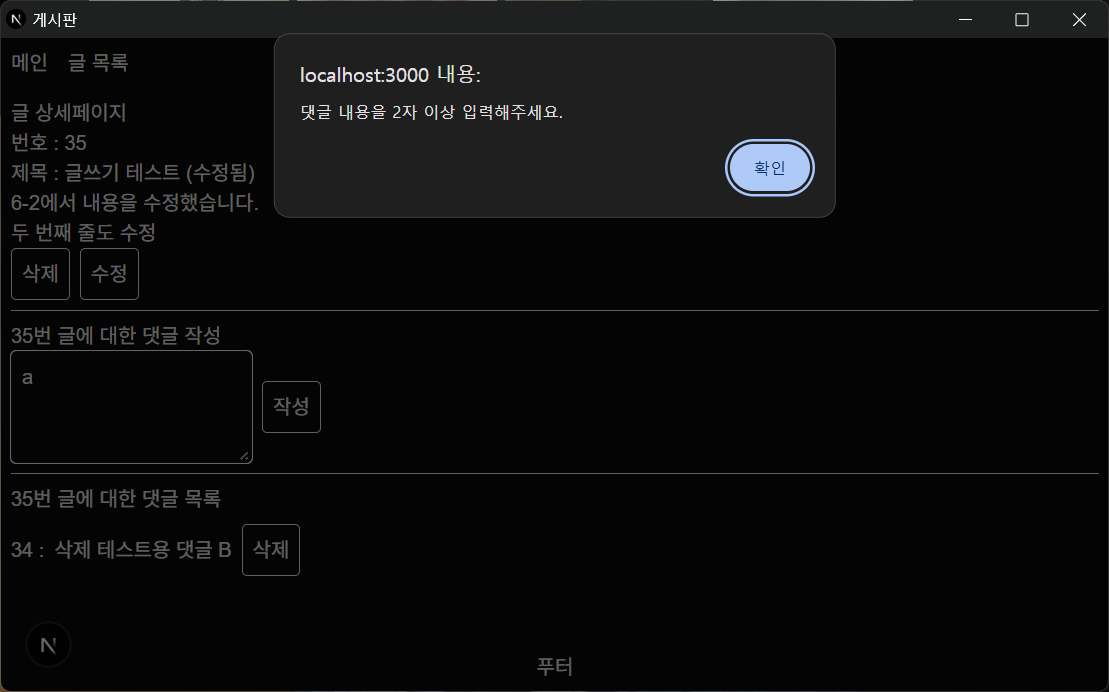 N 게시판
메인 글 목록
localhost:3000 내용:
댓글 내용을 2자 이상 입력해주세요.
확인
글 상세페이지
번호 : 35
제목 : 글쓰기 테스트 (수정됨)
6-2에서 내용을 수정했습니다.
두 번째 줄도 수정
삭제 수정
35번 글에 대한 댓글 작성
a
작성
35번 글에 대한 댓글 목록
34 : 삭제 테스트용 댓글 B 삭제
N
푸터